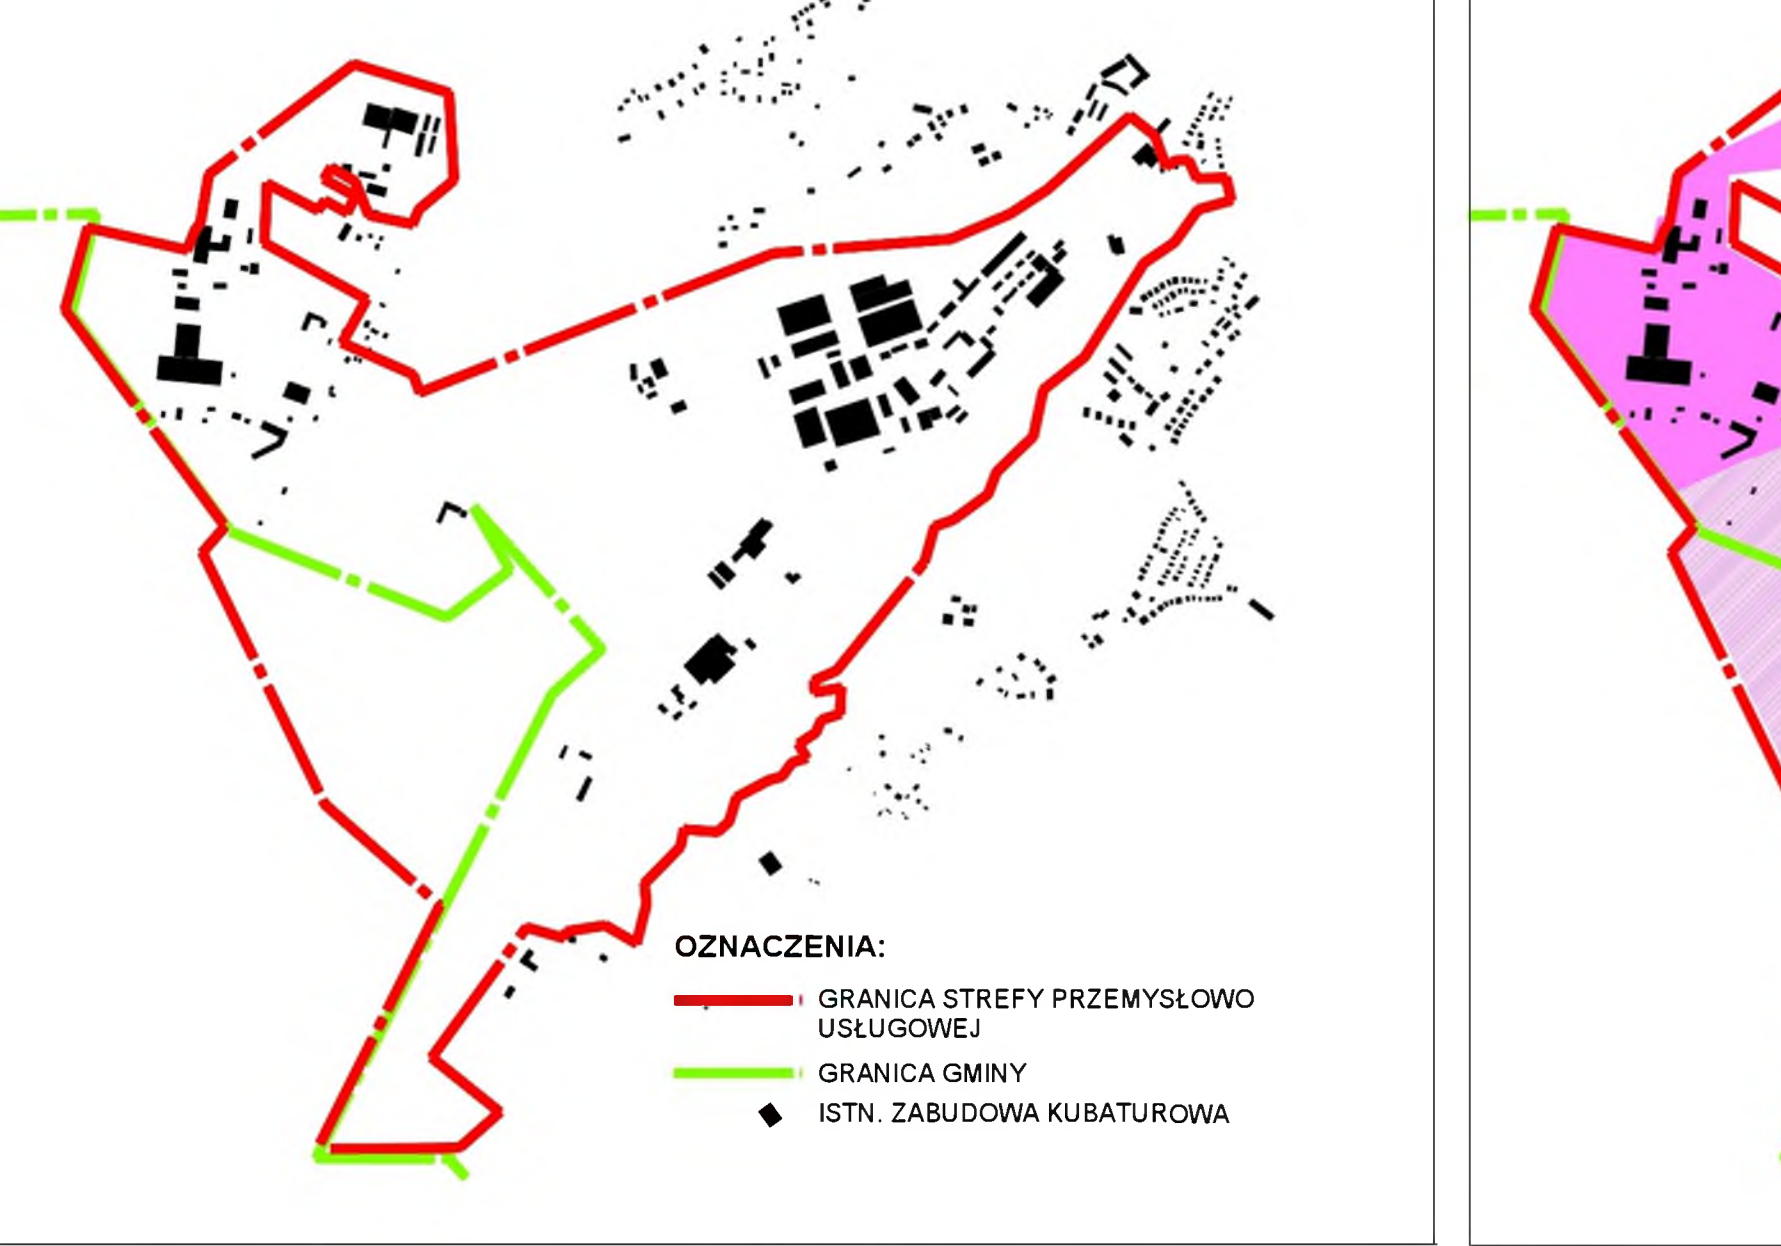 OZNACZENIA:
GRANICA STREFY PRZEMYSŁOWO
USŁUGOWEJ
GRANICA GMINY
ISTN. ZABUDOWA KUBATUROWA